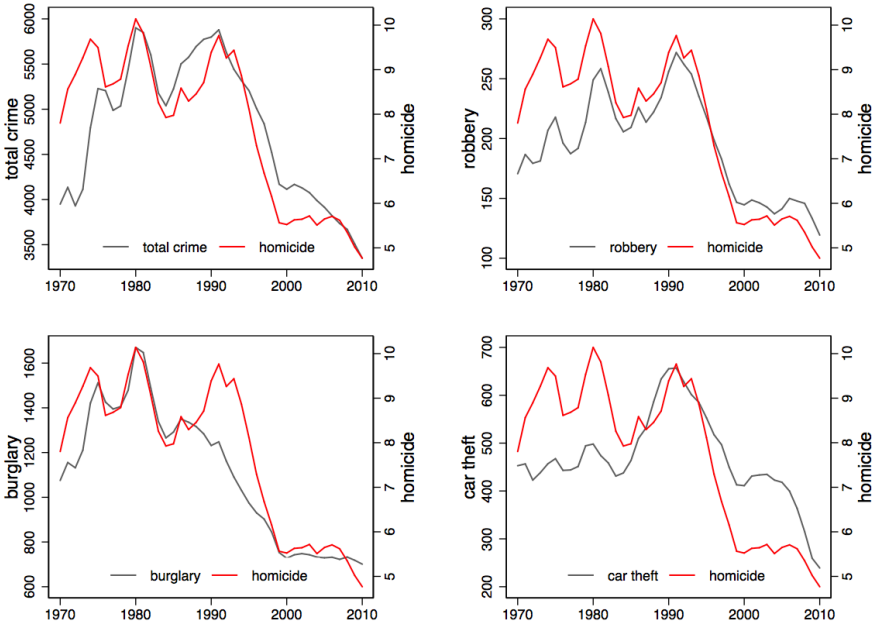 6000
5500
5000
4500
4000
3500
total crime
10
9
8
7
6
5
homicide
total crime homicide
1970 1980 1990 2000 2010
300
250
200
150
100
robbery
10
9
8
7
6
5
homicide
robbery homicide
1970 1980 1990 2000 2010
1600
1400
1200
1000
800
600
burglary
10
9
8
7
6
5
homicide
burglary homicide
1970 1980 1990 2000 2010
700
600
500
400
300
200
car theft
10
9
8
7
6
5
homicide
car theft homicide
1970 1980 1990 2000 2010